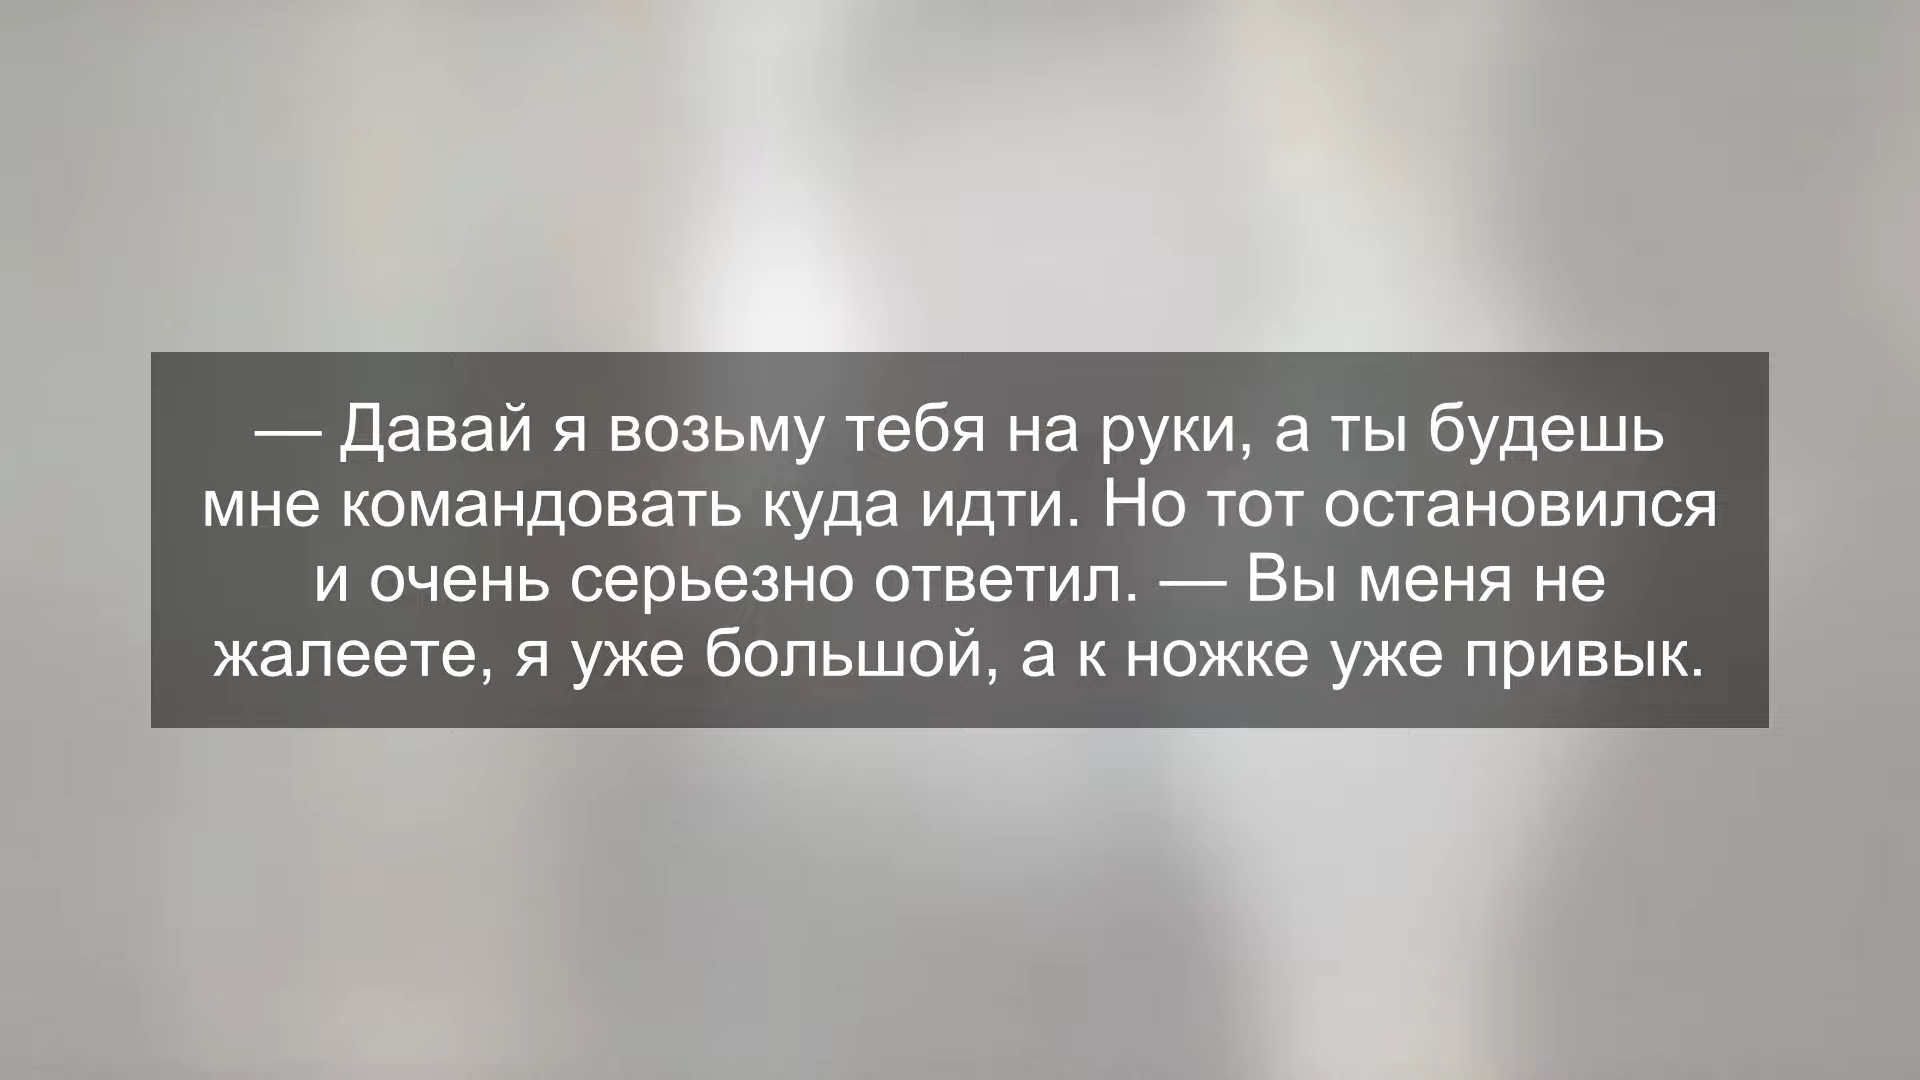 — Давай я возьму тебя на руки, а ты будешь
мне командовать куда идти. Но тот остановился
и очень серьезно ответил. — Вы меня не
жалеете, я уже большой, а к ножке уже привык.